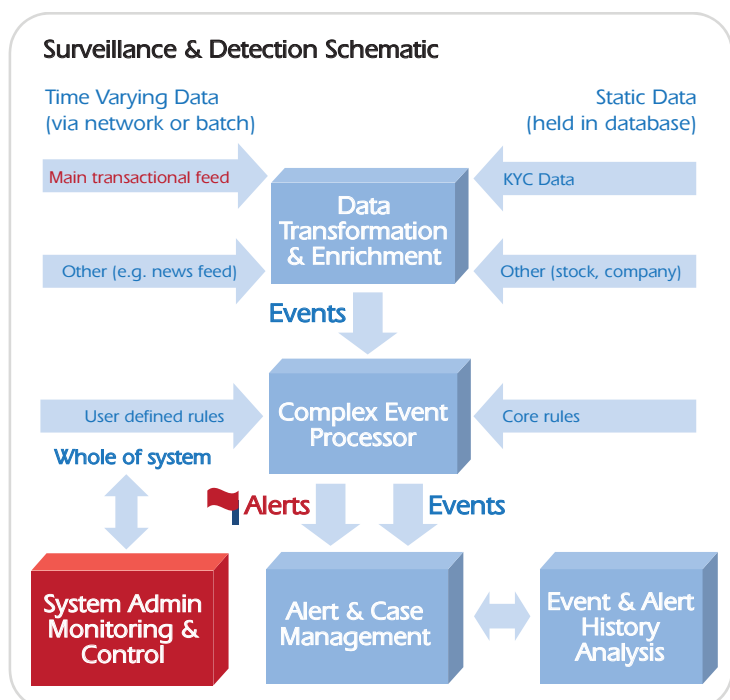 Surveillance & Detection Schematic
Time Varying Data
(via network or batch)
Static Data
(held in database)
Main transactional feed
KYC Data
Data
Transformation
& Enrichment
Other (e.g. news feed)
Other (stock, company)
Events
User defined rules
Complex Event
Processor
Core rules
Whole of system
Alerts
Events
System Admin
Monitoring &
Control
Alert & Case
Management
Event & Alert
History
Analysis